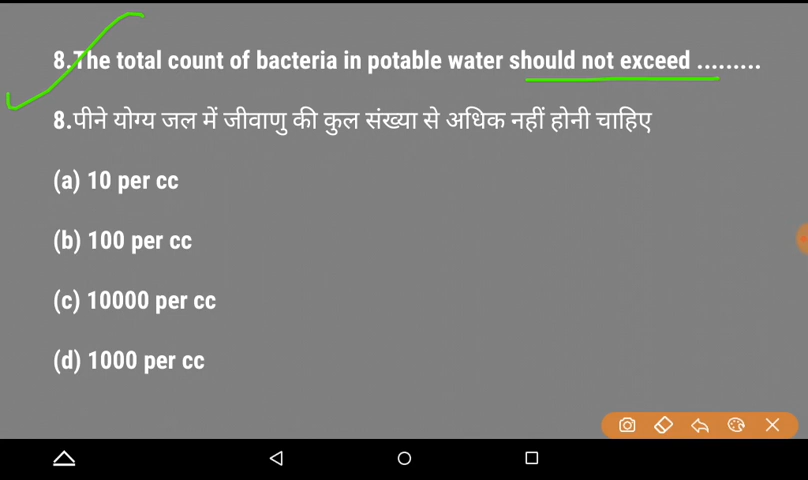 8.The total count of bacteria in potable water should not exceed .........
8.पीने योग्य जल में जीवाणु की कुल संख्या से अधिक नहीं होनी चाहिए
(a) 10 per cc
(b) 100 per cc
(c) 10000 per cc
(d) 1000 per cc